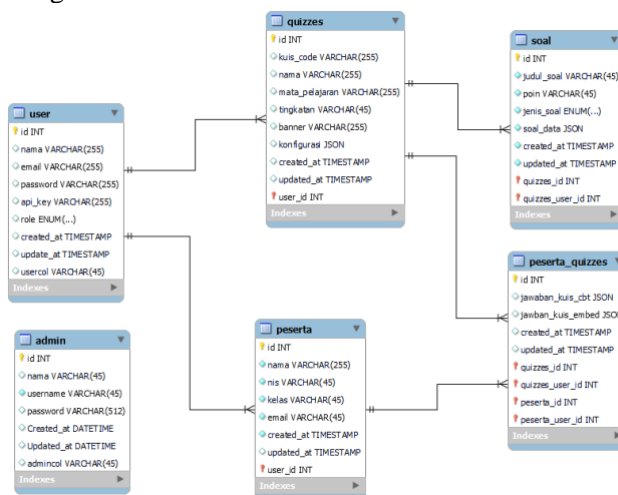 quizzes
id INT
kuis_code VARCHAR(255)
nama VARCHAR(255)
mata_pelajaran VARCHAR(255)
tingkatan VARCHAR(45)
banner VARCHAR(255)
konfigurasi JSON
created_at TIMESTAMP
updated_at TIMESTAMP
user_id INT
Indexes
soal
id INT
judul_soal VARCHAR(45)
poin VARCHAR(45)
jenis_soal ENUM(...)
soal_data JSON
created_at TIMESTAMP
updated_at TIMESTAMP
quizzes_id INT
quizzes_user_id INT
Indexes
user
id INT
nama VARCHAR(255)
email VARCHAR(255)
password VARCHAR(255)
api_key VARCHAR(255)
role ENUM(...)
created_at TIMESTAMP
update_at TIMESTAMP
usercol VARCHAR(45)
Indexes
peserta_quizzes
id INT
jawaban_kuis_cbt JSON
jawban_kuis_embed JSON
created_at TIMESTAMP
updated_at TIMESTAMP
quizzes_id INT
quizzes_user_id INT
peserta_id INT
peserta_user_id INT
Indexes
peserta
id INT
nama VARCHAR(255)
nis VARCHAR(45)
kelas VARCHAR(45)
email VARCHAR(45)
created_at TIMESTAMP
updated_at TIMESTAMP
user_id INT
Indexes
admin
id INT
nama VARCHAR(45)
username VARCHAR(45)
password VARCHAR(512)
Created_at DATETIME
Updated_at DATETIME
admincol VARCHAR(45)
Indexes